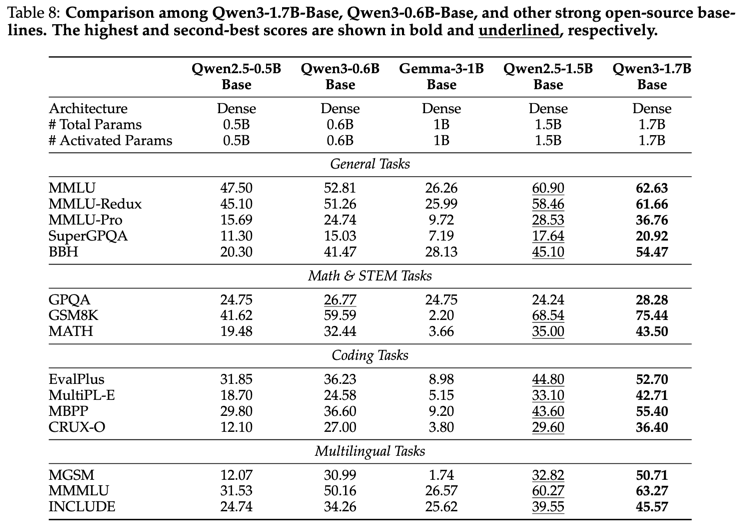 Table 8: Comparison among Qwen3-1.7B-Base, Qwen3-0.6B-Base, and other strong open-source base-
lines. The highest and second-best scores are shown in bold and underlined, respectively.
Qwen2.5-0.5B Qwen3-0.6B Gemma-3-1B Qwen2.5-1.5B Qwen3-1.7B
Base Base Base Base Base
Architecture Dense Dense Dense Dense Dense
# Total Params 0.5B 0.6B 1B 1.5B 1.7B
# Activated Params 0.5B 0.6B 1B 1.5B 1.7B
General Tasks
MMLU 47.50 52.81 26.26 60.90 62.63
MMLU-Redux 45.10 51.26 25.99 58.46 61.66
MMLU-Pro 15.69 24.74 9.72 28.53 36.76
SuperGPQA 11.30 15.03 7.19 17.64 20.92
BBH 20.30 41.47 28.13 45.10 54.47
Math & STEM Tasks
GPQA 24.75 26.77 24.75 24.24 28.28
GSM8K 41.62 59.59 2.20 68.54 75.44
MATH 19.48 32.44 3.66 35.00 43.50
Coding Tasks
EvalPlus 31.85 36.23 8.98 44.80 52.70
MultiPL-E 18.70 24.58 5.15 33.10 42.71
MBPP 29.80 36.60 9.20 43.60 55.40
CRUX-O 12.10 27.00 3.80 29.60 36.40
Multilingual Tasks
MGSM 12.07 30.99 1.74 32.82 50.71
MMMLU 31.53 50.16 26.57 60.27 63.27
INCLUDE 24.74 34.26 25.62 39.55 45.57